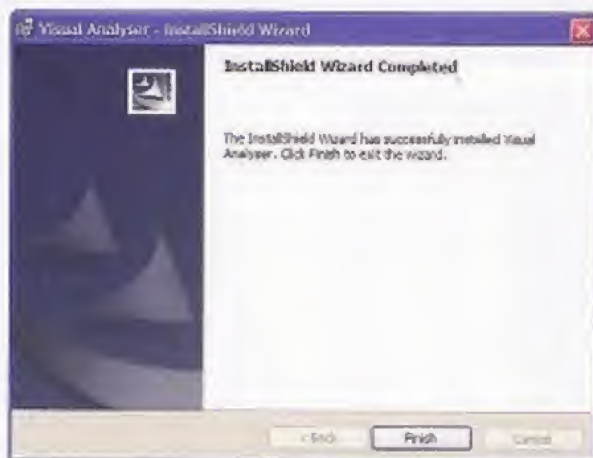 Visual Analyser - InstallShield Wizard
InstallShield Wizard Completed
The InstallShield Wizard has successfully installed Visual
Analyser. Click Finish to exit the wizard.
< Back
Finish
Cancel